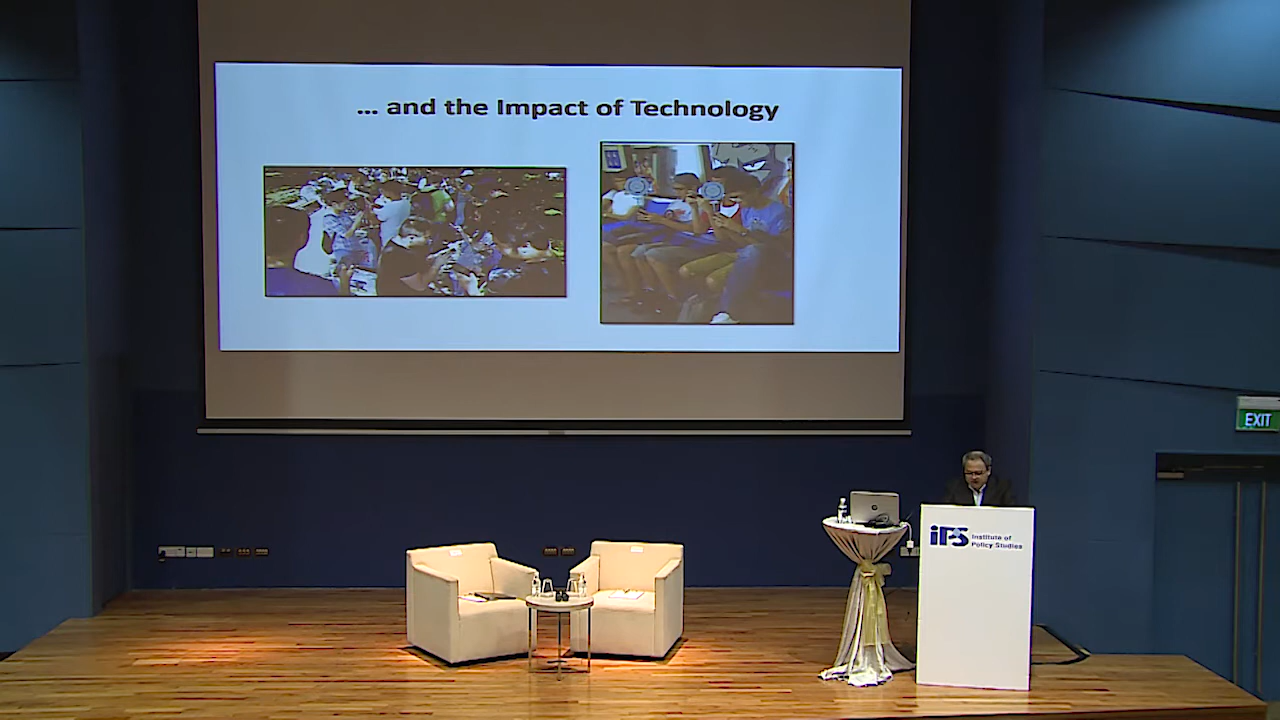 ... and the Impact of Technology
EXIT
iPS Institute of
Policy Studies